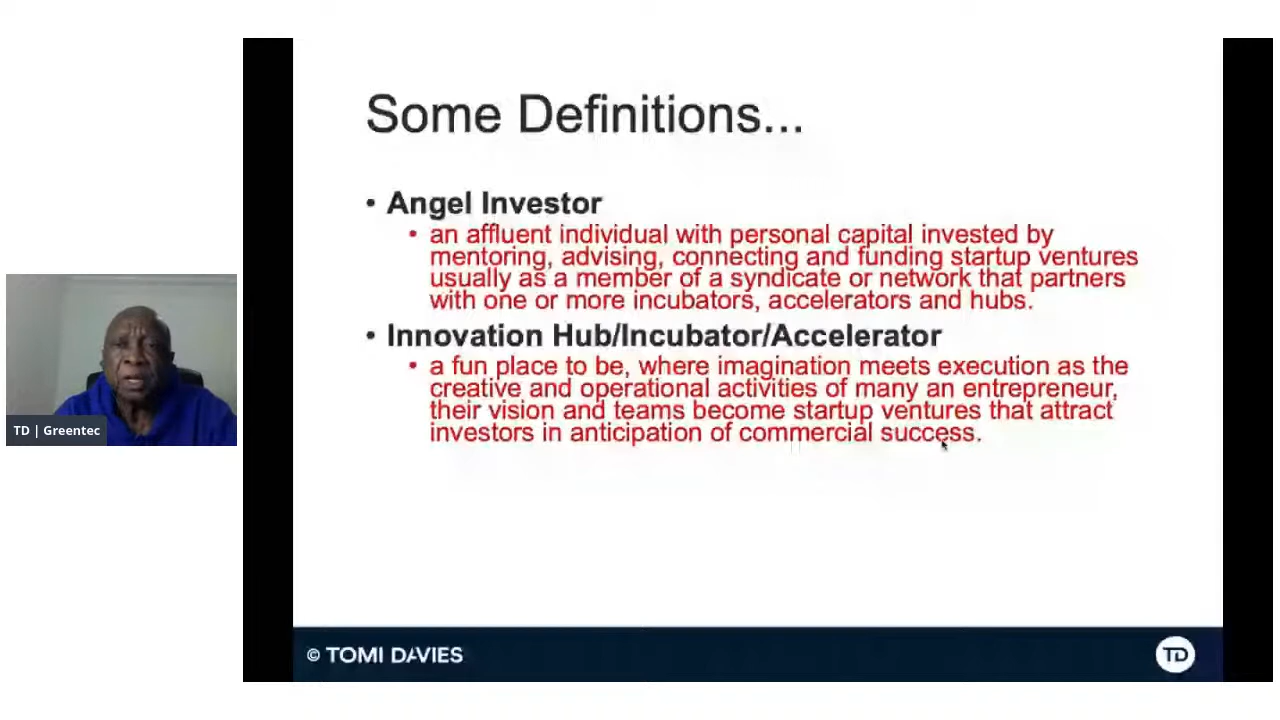 Some Definitions...
• Angel Investor
• an affluent individual with personal capital invested by
mentoring, advising, connecting and funding startup ventures
usually as a member of a syndicate or network that partners
with one or more incubators, accelerators and hubs.
• Innovation Hub/Incubator/Accelerator
• a fun place to be, where imagination meets execution as the
creative and operational activities of many an entrepreneur,
their vision and teams become startup ventures that attract
investors in anticipation of commercial success.
TD | Greentec
© TOMI DAVIES
TD